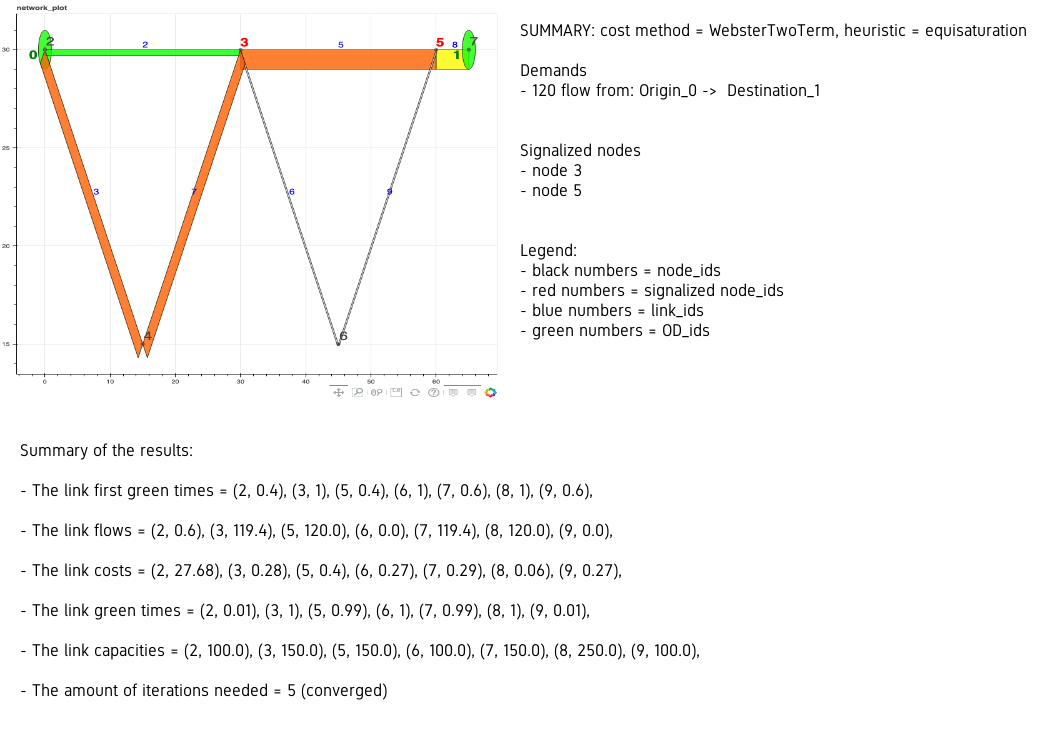 network_plot
SUMMARY: cost method = WebsterTwoTerm, heuristic = equisaturation
Demands
- 120 flow from: Origin_0 -> Destination_1
Signalized nodes
- node 3
- node 5
Legend:
- black numbers = node_ids
- red numbers = signalized node_ids
- blue numbers = link_ids
- green numbers = OD_ids
30
25
20
15
0
10
20
30
40
50
60
0
2
2
3
5
5
8
1
7
3
7
6
9
4
6
Summary of the results:
- The link first green times = (2, 0.4), (3, 1), (5, 0.4), (6, 1), (7, 0.6), (8, 1), (9, 0.6),
- The link flows = (2, 0.6), (3, 119.4), (5, 120.0), (6, 0.0), (7, 119.4), (8, 120.0), (9, 0.0),
- The link costs = (2, 27.68), (3, 0.28), (5, 0.4), (6, 0.27), (7, 0.29), (8, 0.06), (9, 0.27),
- The link green times = (2, 0.01), (3, 1), (5, 0.99), (6, 1), (7, 0.99), (8, 1), (9, 0.01),
- The link capacities = (2, 100.0), (3, 150.0), (5, 150.0), (6, 100.0), (7, 150.0), (8, 250.0), (9, 100.0),
- The amount of iterations needed = 5 (converged)